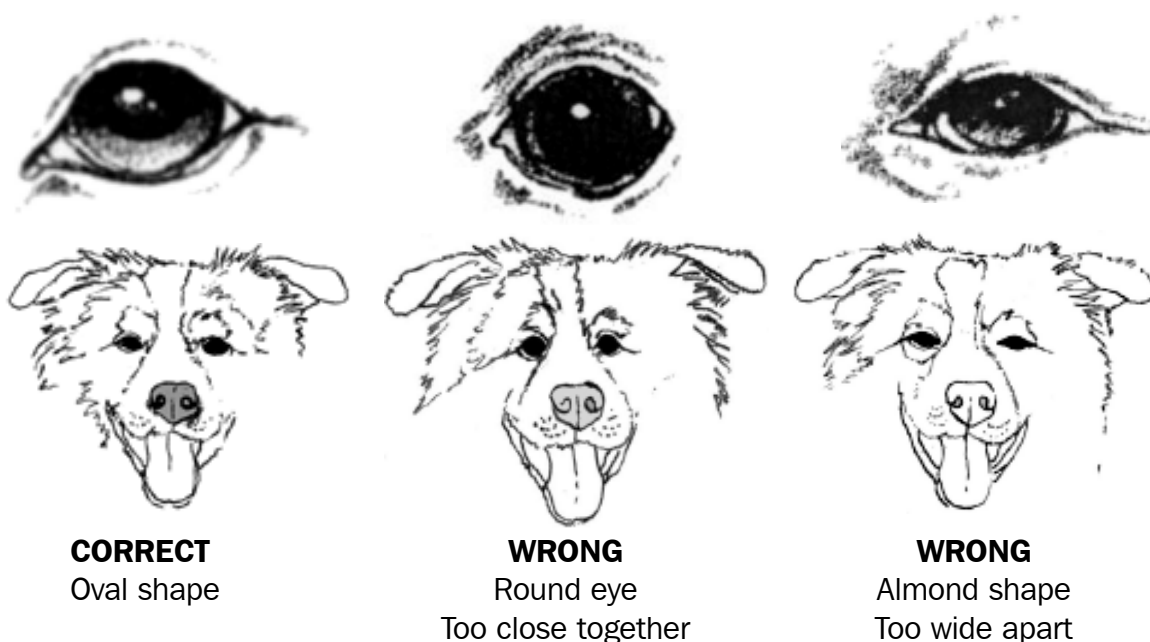 CORRECT
Oval shape
WRONG
Round eye
Too close together
WRONG
Almond shape
Too wide apart